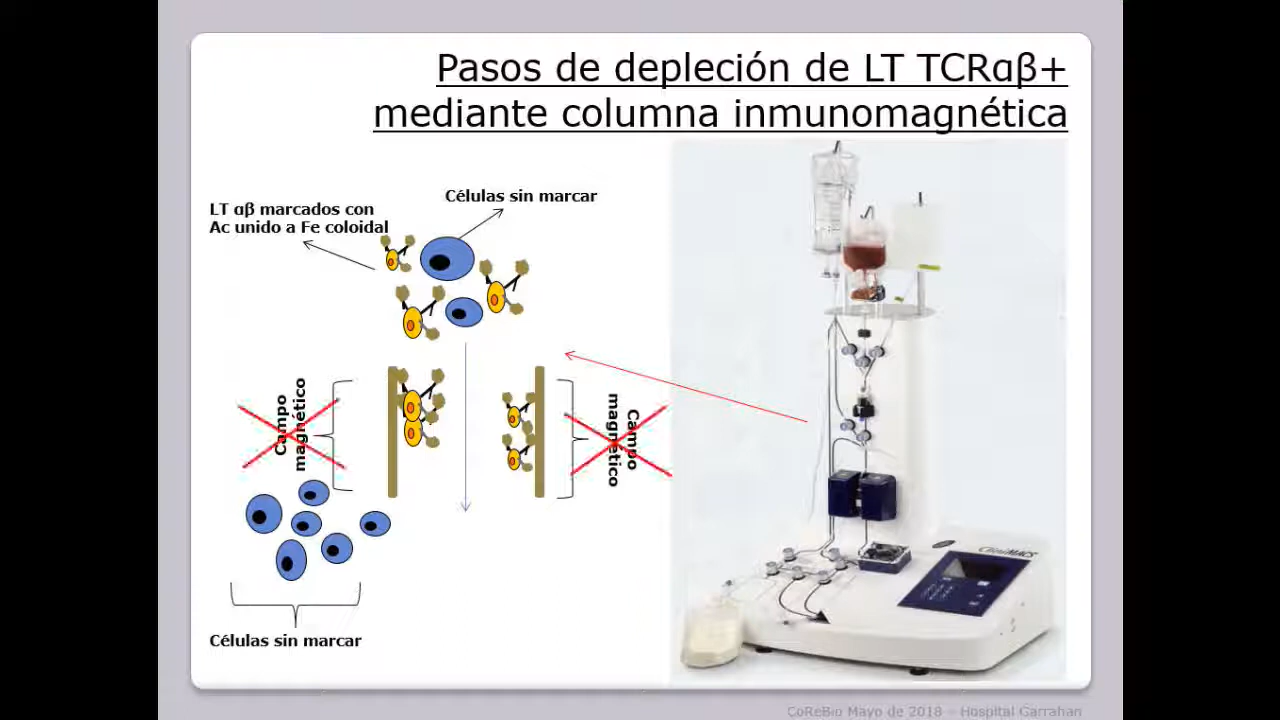 Pasos de depleción de LT TCRαβ+
mediante columna inmunomagnética
Células sin marcar
LT αβ marcados con
Ac unido a Fe coloidal
Campo
magnético
Campo
magnético
Células sin marcar
CliniMACS
CoReBio Mayo de 2018 - Hospital Garrahan